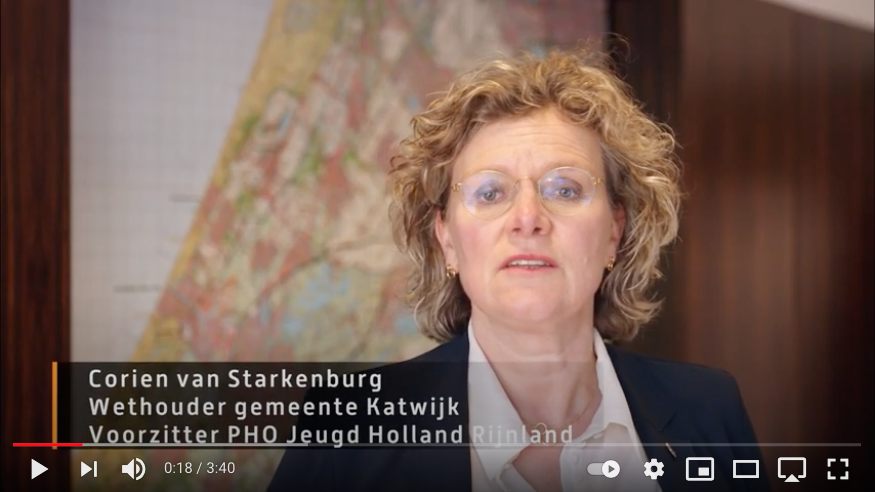 Corien van Starkenburg
Wethouder gemeente Katwijk
Voorzitter PHO Jeugd Holland Rijnland
0:18 / 3:40